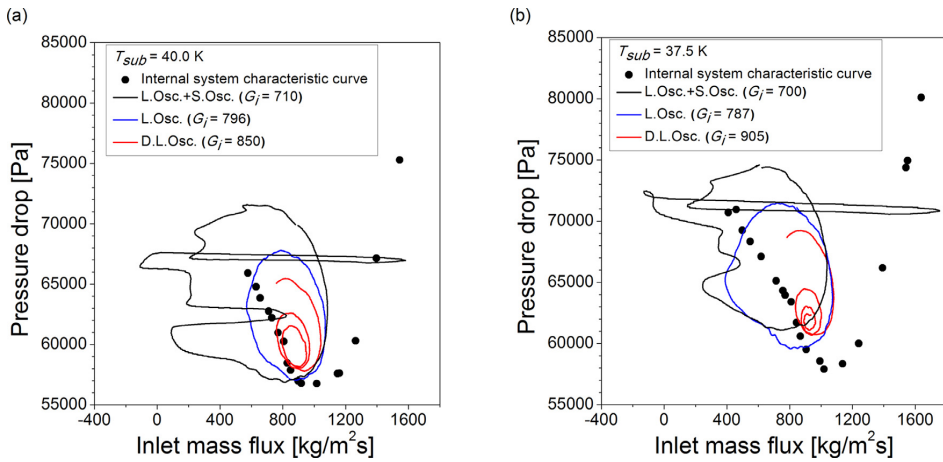 (a)
T_sub = 40.0 K
Internal system characteristic curve
L.Osc.+S.Osc. (G_i = 710)
L.Osc. (G_i = 796)
D.L.Osc. (G_i = 850)
Pressure drop [Pa]
85000
80000
75000
70000
65000
60000
55000
-400 0 400 800 1200 1600
Inlet mass flux [kg/m²s]
(b)
T_sub = 37.5 K
Internal system characteristic curve
L.Osc.+S.Osc. (G_i = 700)
L.Osc. (G_i = 787)
D.L.Osc. (G_i = 905)
Pressure drop [Pa]
85000
80000
75000
70000
65000
60000
55000
-400 0 400 800 1200 1600
Inlet mass flux [kg/m²s]